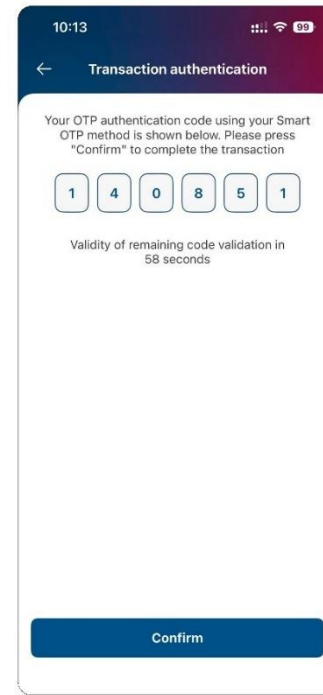 10:13
99
Transaction authentication
Your OTP authentication code using your Smart
OTP method is shown below. Please press
"Confirm" to complete the transaction
1 4 0 8 5 1
Validity of remaining code validation in
58 seconds
Confirm